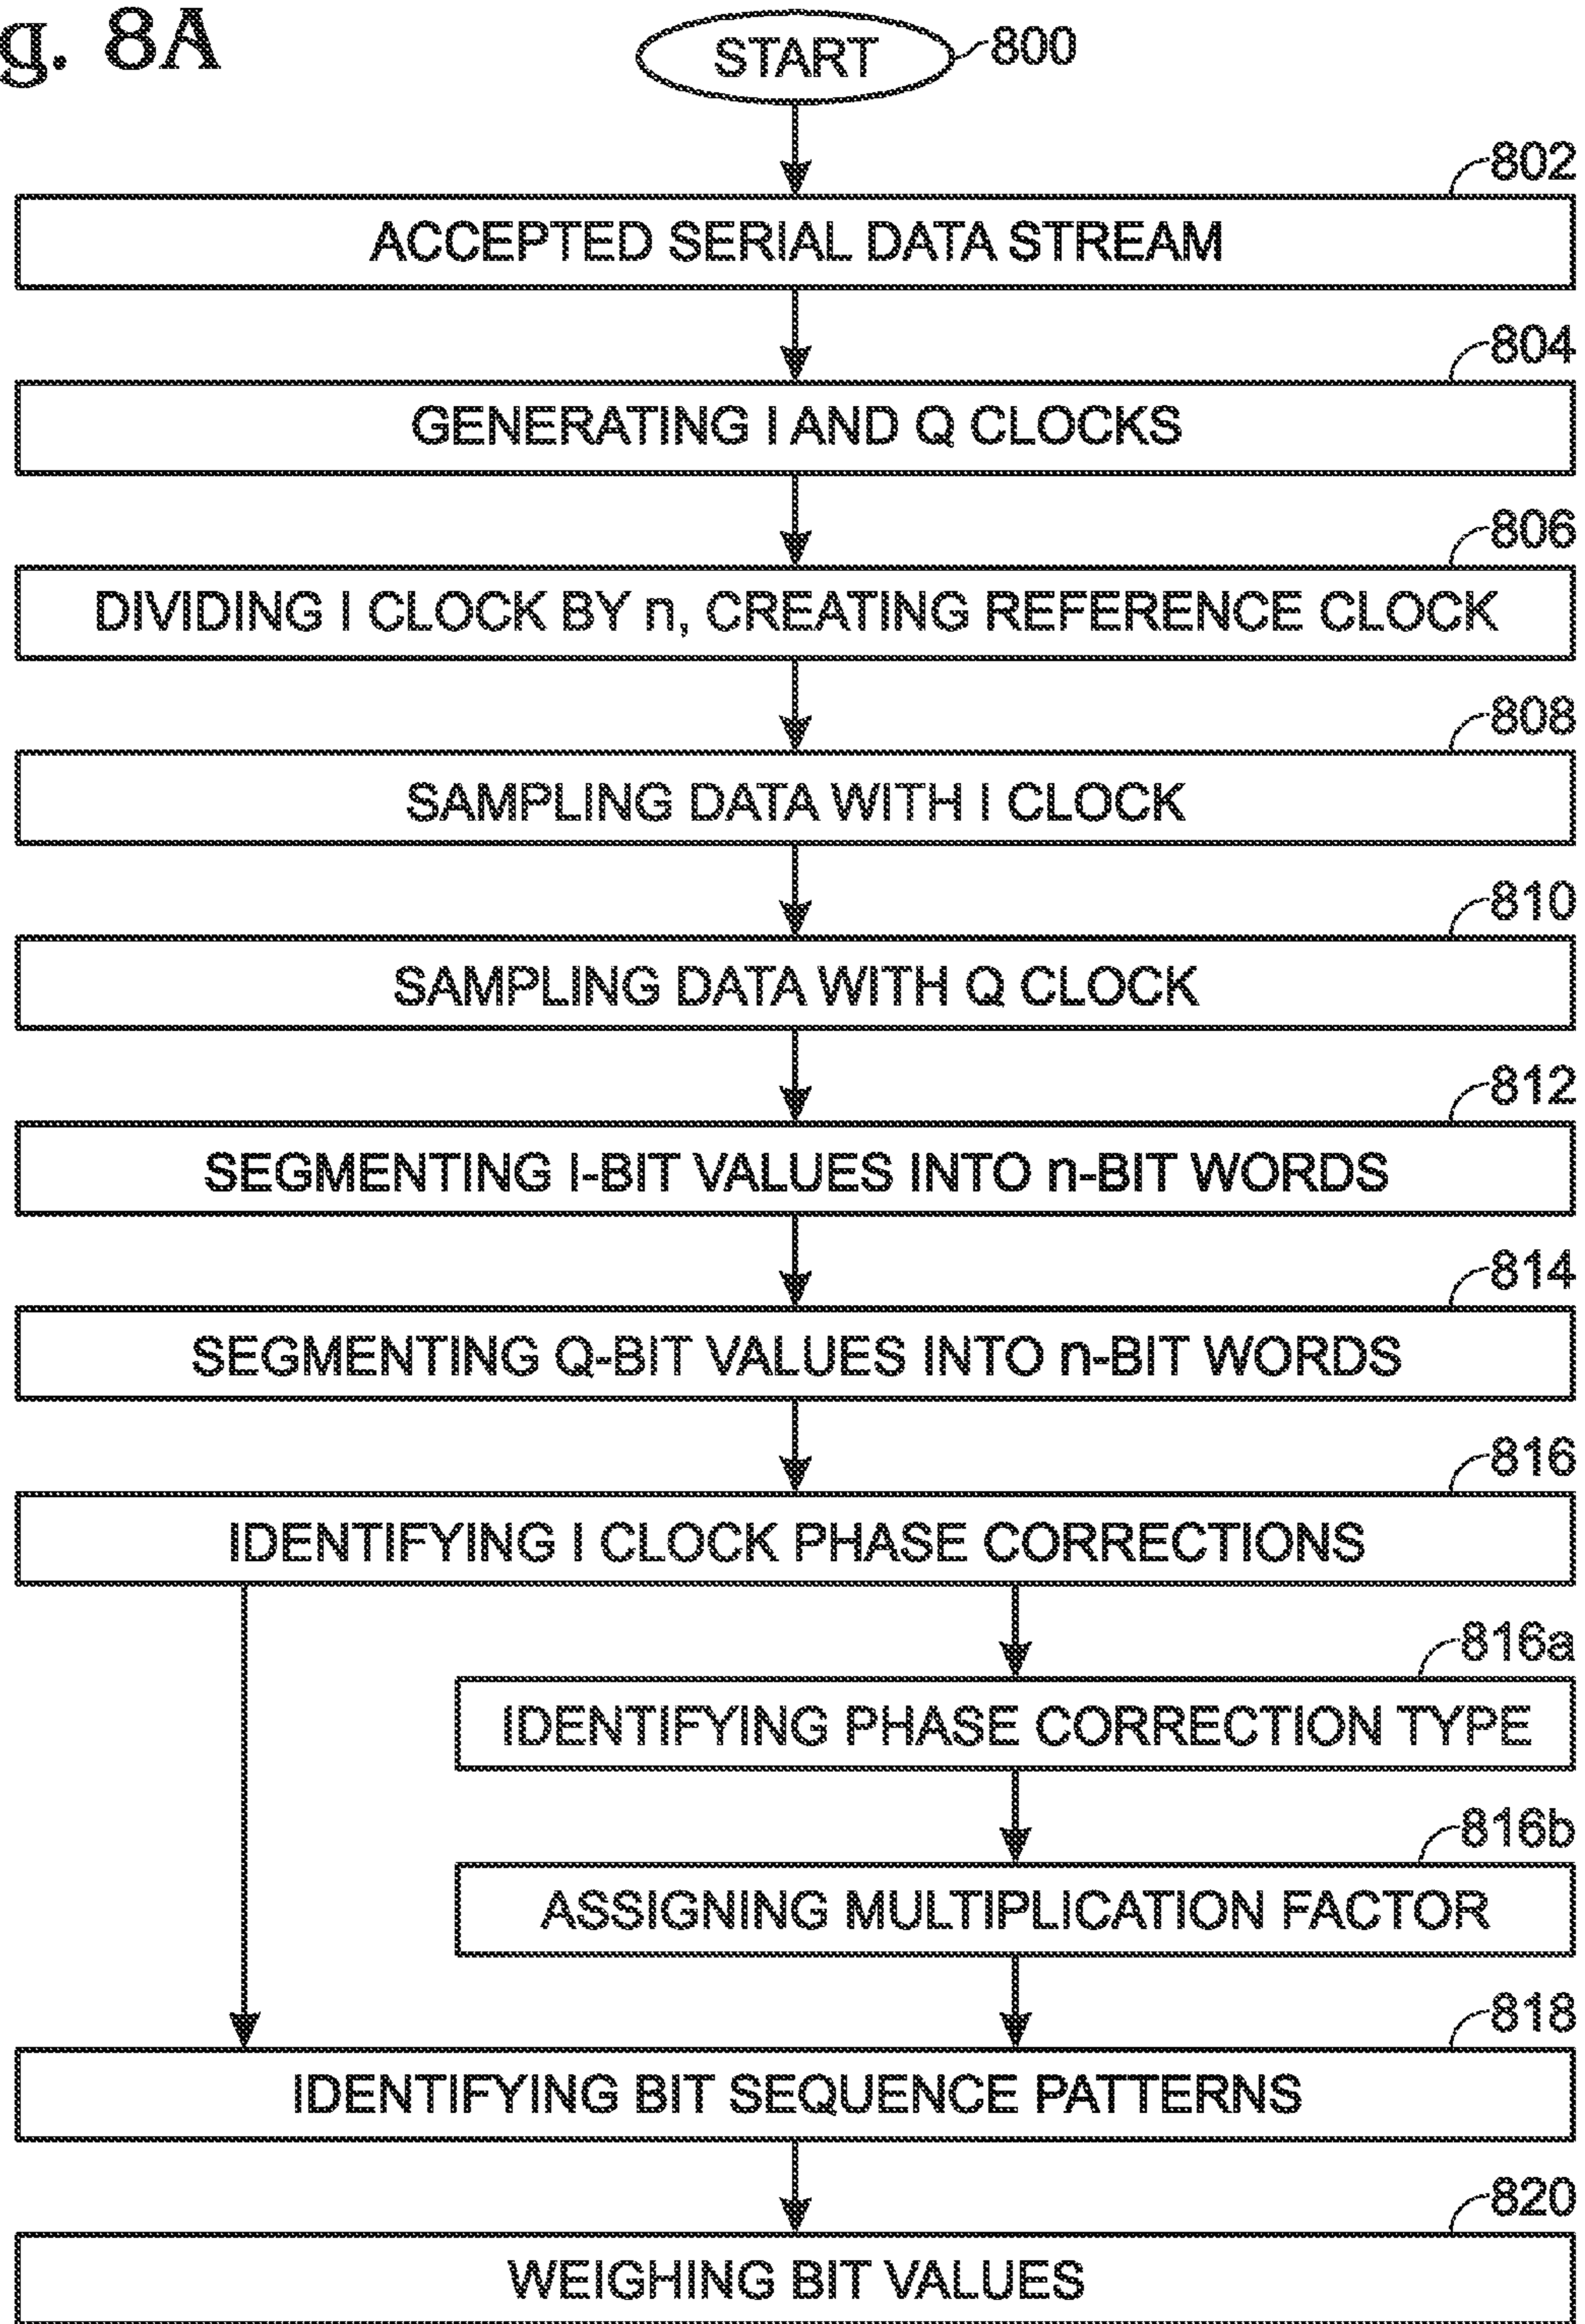 g. 8A
START 800
802
ACCEPTED SERIAL DATA STREAM
804
GENERATING I AND Q CLOCKS
806
DIVIDING I CLOCK BY n, CREATING REFERENCE CLOCK
808
SAMPLING DATA WITH I CLOCK
810
SAMPLING DATA WITH Q CLOCK
812
SEGMENTING I-BIT VALUES INTO n-BIT WORDS
814
SEGMENTING Q-BIT VALUES INTO n-BIT WORDS
816
IDENTIFYING I CLOCK PHASE CORRECTIONS
816a
IDENTIFYING PHASE CORRECTION TYPE
816b
ASSIGNING MULTIPLICATION FACTOR
818
IDENTIFYING BIT SEQUENCE PATTERNS
820
WEIGHING BIT VALUES